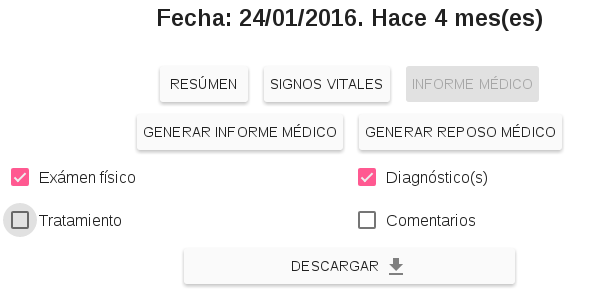 Fecha: 24/01/2016. Hace 4 mes(es)
RESÚMEN SIGNOS VITALES INFORME MÉDICO
GENERAR INFORME MÉDICO GENERAR REPOSO MÉDICO
Exámen físico Diagnóstico(s)
Tratamiento Comentarios
DESCARGAR